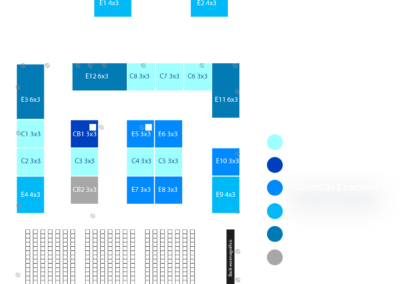 E1 4x3
E2 4x3
E12 6x3
C8 3x3
C7 3x3
C6 3x3
E3 6x3
E11 6x3
C1 3x3
CB1 3x3
E5 3x3
E6 3x3
C2 3x3
C3 3x3
C4 3x3
C5 3x3
E10 3x3
E4 4x3
CB2 3x3
E7 3x3
E8 3x3
E9 4x3